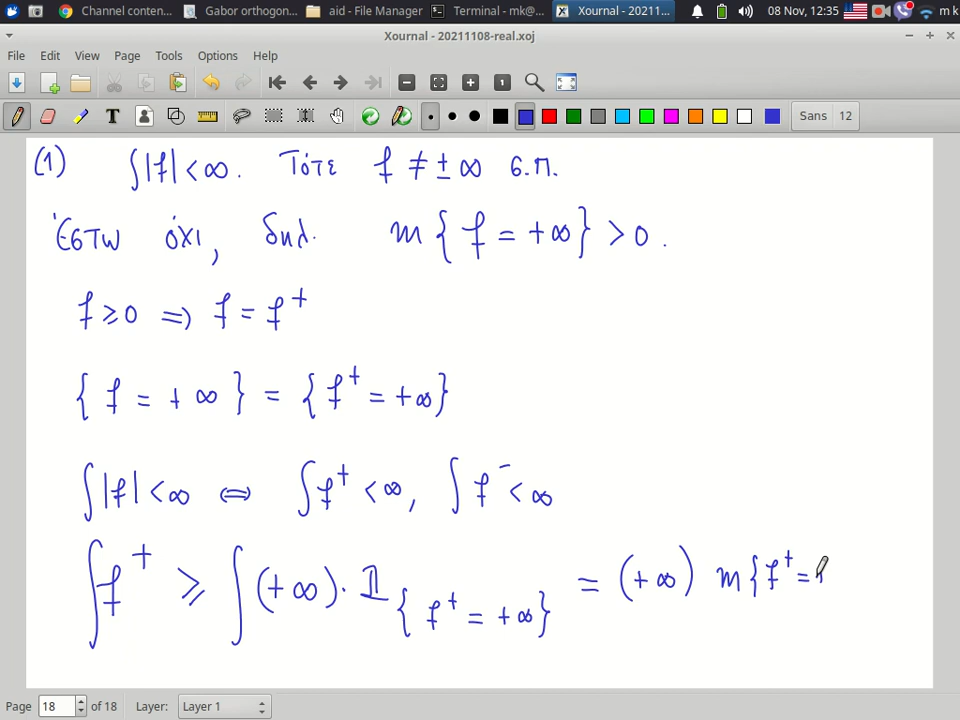 Channel conten...
Gabor orthogon...
aid - File Manager
Terminal - mk@...
Xournal - 20211...
08 Nov, 12:35
m k
Xournal - 20211108-real.xoj
File Edit View Page Tools Options Help
Sans 12
(1) ∫|f| < ∞. Τότε f ≠ ±∞ σ.π.
Έστω όχι, δηλ. m{ f = +∞ } > 0.
f ≥ 0 ⇒ f = f⁺
{ f = +∞ } = { f⁺ = +∞ }
∫|f| < ∞ ⇔ ∫f⁺ < ∞, ∫f⁻ < ∞
∫f⁺ ≥ ∫(+∞)·𝟙_{ f⁺ = +∞ } = (+∞) m{ f⁺ =
Page 18 of 18 Layer: Layer 1